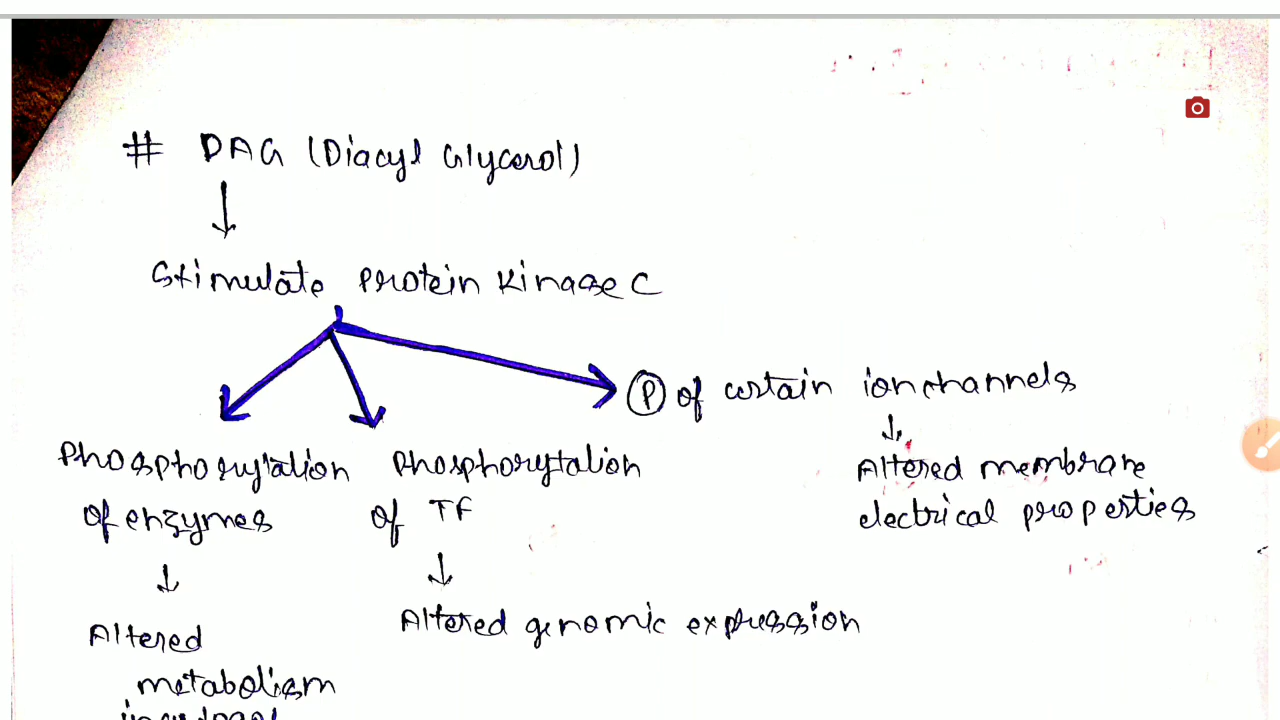 # DAG (Diacyl Glycerol)
↓
Stimulate Protein Kinase C
Ⓟ of certain ion channels
↓
Altered membrane
electrical properties
Phosphorylation of enzymes
↓
Altered
metabolism
Phosphorylation of TF
↓
Altered genomic expression